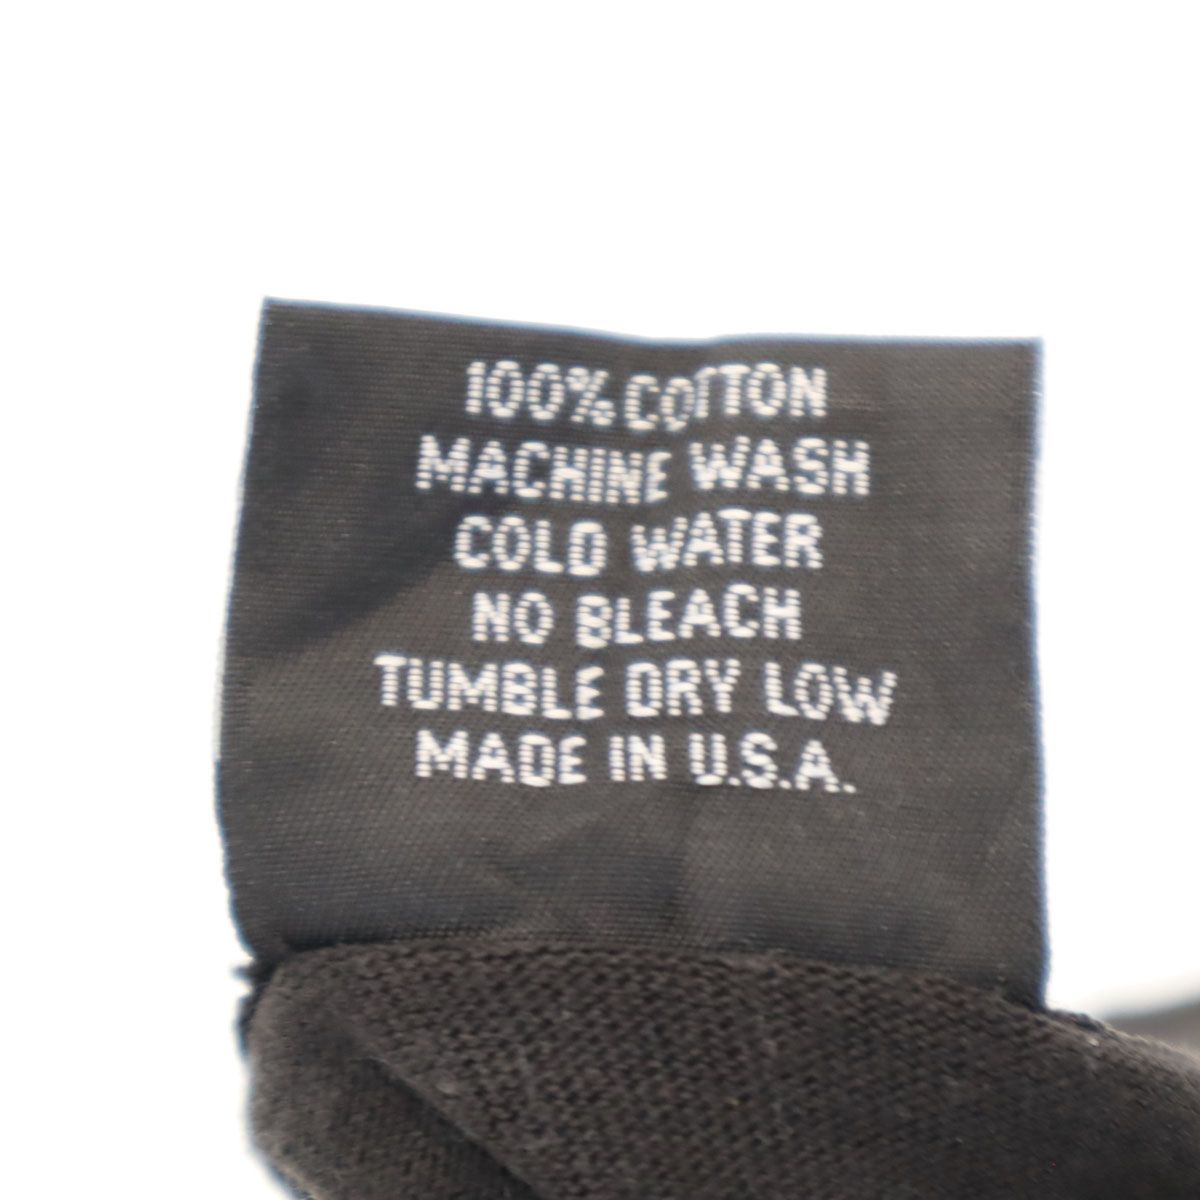 100% COTTON
MACHINE WASH
COLD WATER
NO BLEACH
TUMBLE DRY LOW
MADE IN U.S.A.